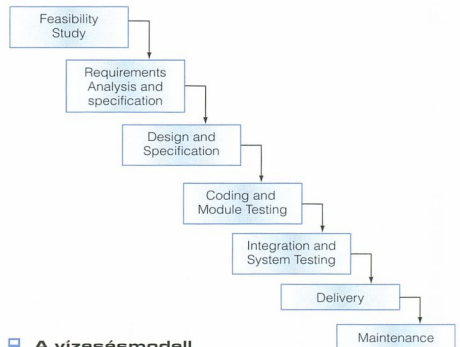 Feasibility
Study
Requirements
Analysis and
specification
Design and
Specification
Coding and
Module Testing
Integration and
System Testing
Delivery
Maintenance
A vízesésmodell